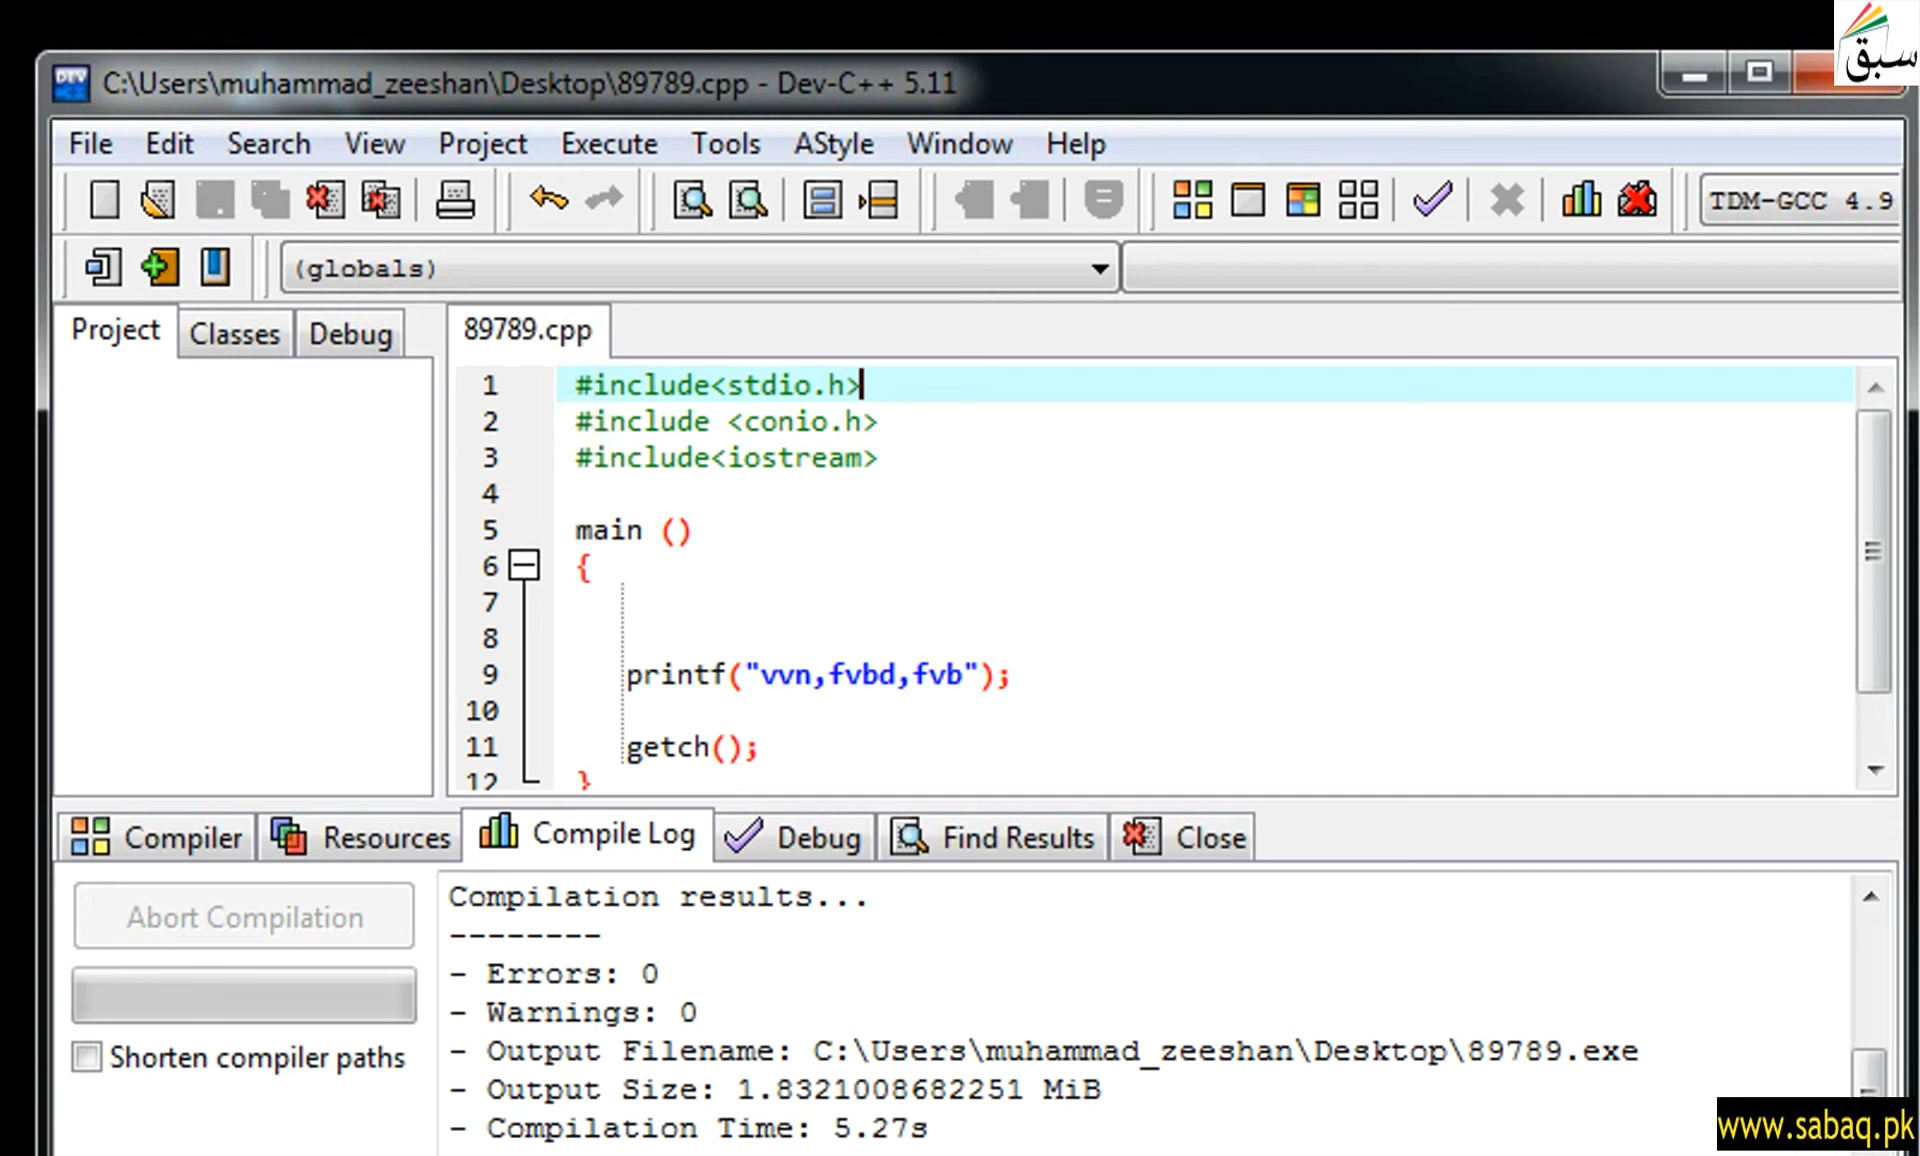 سبق
C:\Users\muhammad_zeeshan\Desktop\89789.cpp - Dev-C++ 5.11
File Edit Search View Project Execute Tools AStyle Window Help
TDM-GCC 4.9
(globals)
Project Classes Debug
89789.cpp
1 #include<stdio.h>
2 #include <conio.h>
3 #include<iostream>
4
5 main ()
6 {
7
8
9 printf("vvn,fvbd,fvb");
10
11 getch();
12 }
Compiler Resources Compile Log Debug Find Results Close
Abort Compilation
Shorten compiler paths
Compilation results...
--------
- Errors: 0
- Warnings: 0
- Output Filename: C:\Users\muhammad_zeeshan\Desktop\89789.exe
- Output Size: 1.8321008682251 MiB
- Compilation Time: 5.27s
www.sabaq.pk